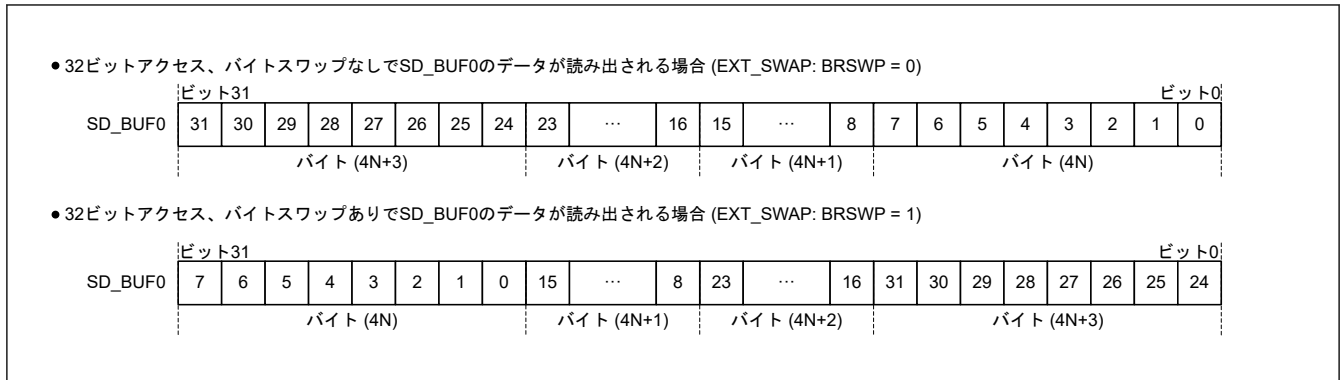 ● 32ビットアクセス、バイトスワップなしでSD_BUF0のデータが読み出される場合 (EXT_SWAP: BRSWP = 0)
ビット31 ビット0
SD_BUF0 31 30 29 28 27 26 25 24 23 … 16 15 … 8 7 6 5 4 3 2 1 0
バイト (4N+3) バイト (4N+2) バイト (4N+1) バイト (4N)
● 32ビットアクセス、バイトスワップありでSD_BUF0のデータが読み出される場合 (EXT_SWAP: BRSWP = 1)
ビット31 ビット0
SD_BUF0 7 6 5 4 3 2 1 0 15 … 8 23 … 16 31 30 29 28 27 26 25 24
バイト (4N) バイト (4N+1) バイト (4N+2) バイト (4N+3)